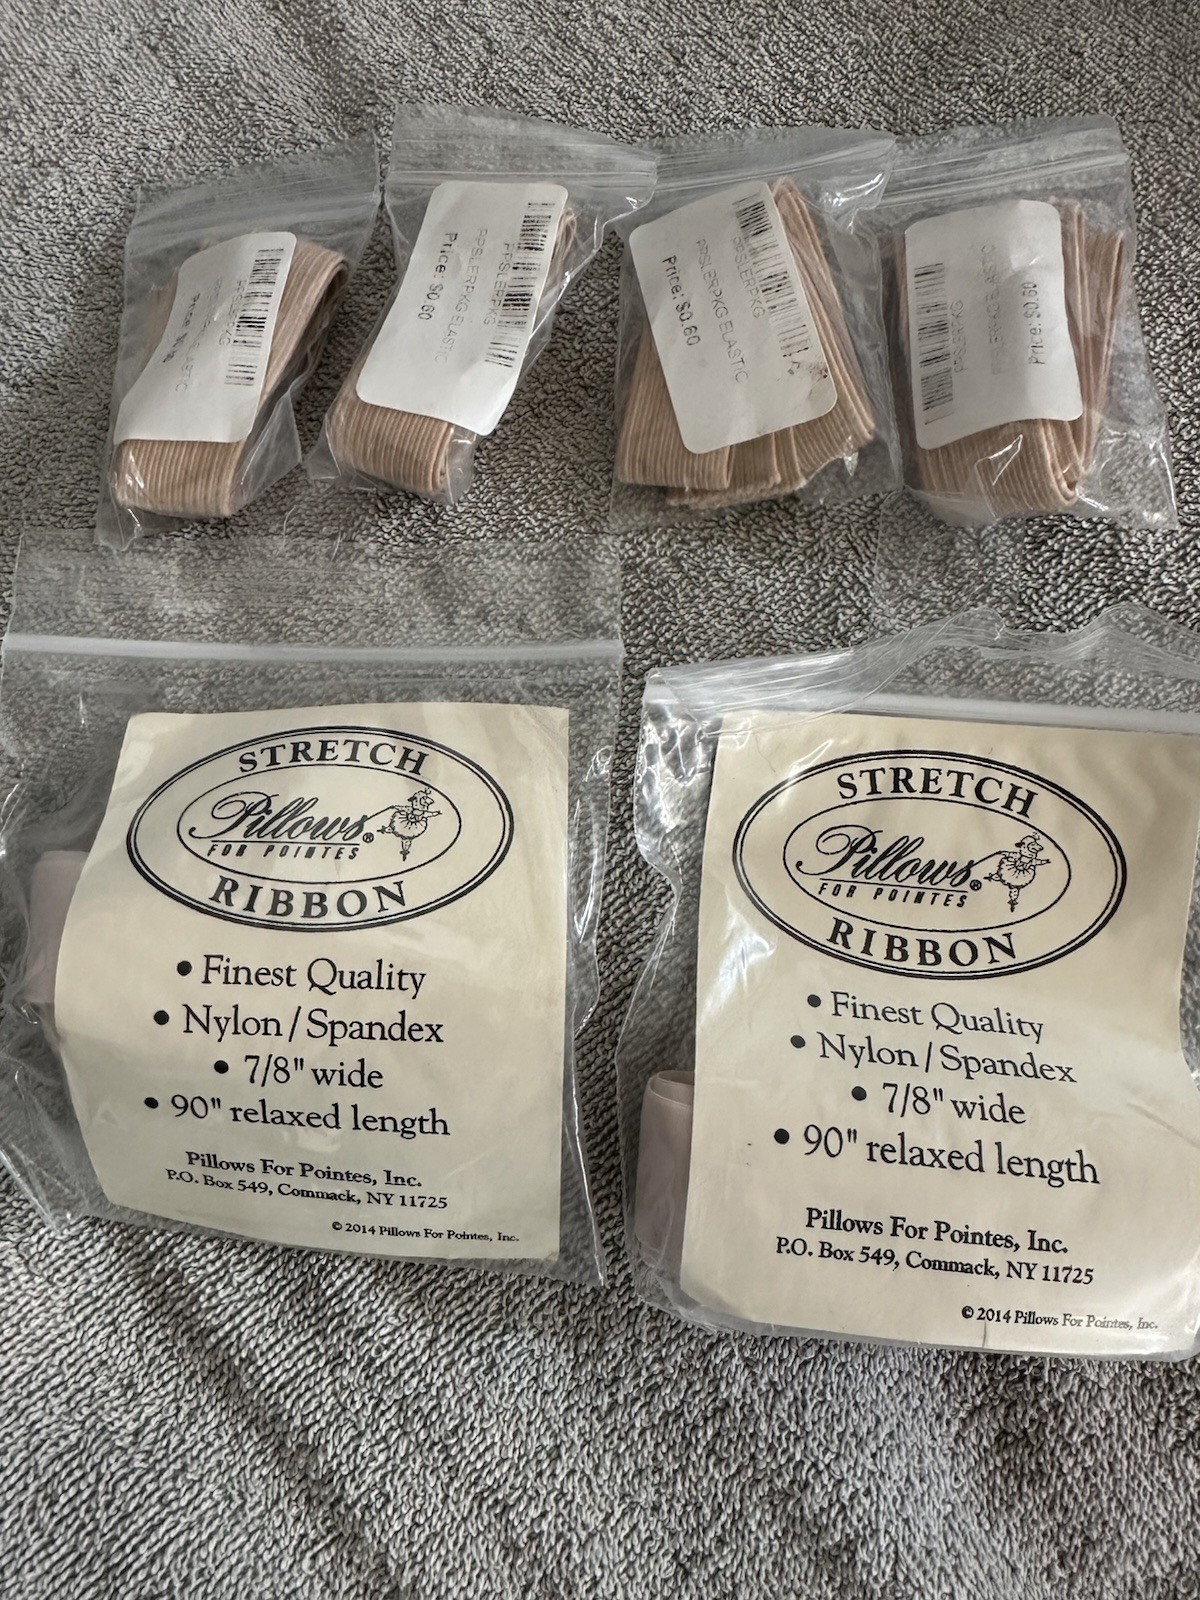 PPSLERPKG
PPSLERPKG ELASTIC
Price: $0.60
PPSLERPKG
PPSLERPKG ELASTIC
Price: $0.60
Price: $0.60
STRETCH
Pillows®
FOR POINTES
RIBBON
• Finest Quality
• Nylon / Spandex
• 7/8" wide
• 90" relaxed length
Pillows For Pointes, Inc.
P.O. Box 549, Commack, NY 11725
© 2014 Pillows For Pointes, Inc.
STRETCH
Pillows®
FOR POINTES
RIBBON
• Finest Quality
• Nylon / Spandex
• 7/8" wide
• 90" relaxed length
Pillows For Pointes, Inc.
P.O. Box 549, Commack, NY 11725
© 2014 Pillows For Pointes, Inc.